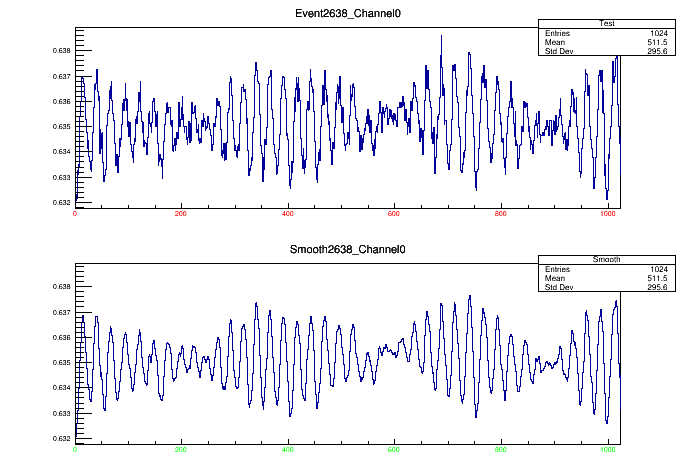 Event2638_Channel0
Test
Entries 1024
Mean 511.5
Std Dev 295.6
0.638
0.637
0.636
0.635
0.634
0.633
0.632
0 200 400 600 800 1000
Smooth2638_Channel0
Smooth
Entries 1024
Mean 511.5
Std Dev 295.6
0.638
0.637
0.636
0.635
0.634
0.633
0.632
0 200 400 600 800 1000